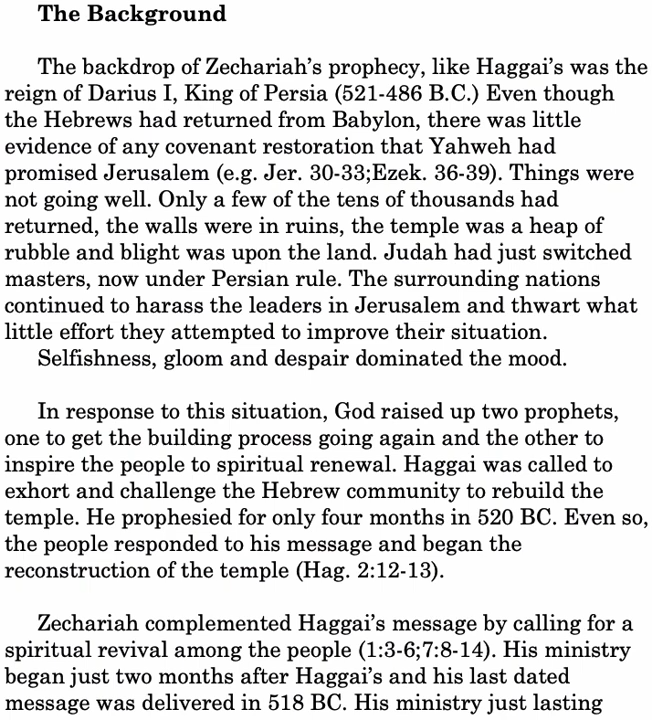 The Background
The backdrop of Zechariah's prophecy, like Haggai's was the
reign of Darius I, King of Persia (521-486 B.C.) Even though
the Hebrews had returned from Babylon, there was little
evidence of any covenant restoration that Yahweh had
promised Jerusalem (e.g. Jer. 30-33;Ezek. 36-39). Things were
not going well. Only a few of the tens of thousands had
returned, the walls were in ruins, the temple was a heap of
rubble and blight was upon the land. Judah had just switched
masters, now under Persian rule. The surrounding nations
continued to harass the leaders in Jerusalem and thwart what
little effort they attempted to improve their situation.
Selfishness, gloom and despair dominated the mood.
In response to this situation, God raised up two prophets,
one to get the building process going again and the other to
inspire the people to spiritual renewal. Haggai was called to
exhort and challenge the Hebrew community to rebuild the
temple. He prophesied for only four months in 520 BC. Even so,
the people responded to his message and began the
reconstruction of the temple (Hag. 2:12-13).
Zechariah complemented Haggai's message by calling for a
spiritual revival among the people (1:3-6;7:8-14). His ministry
began just two months after Haggai's and his last dated
message was delivered in 518 BC. His ministry just lasting